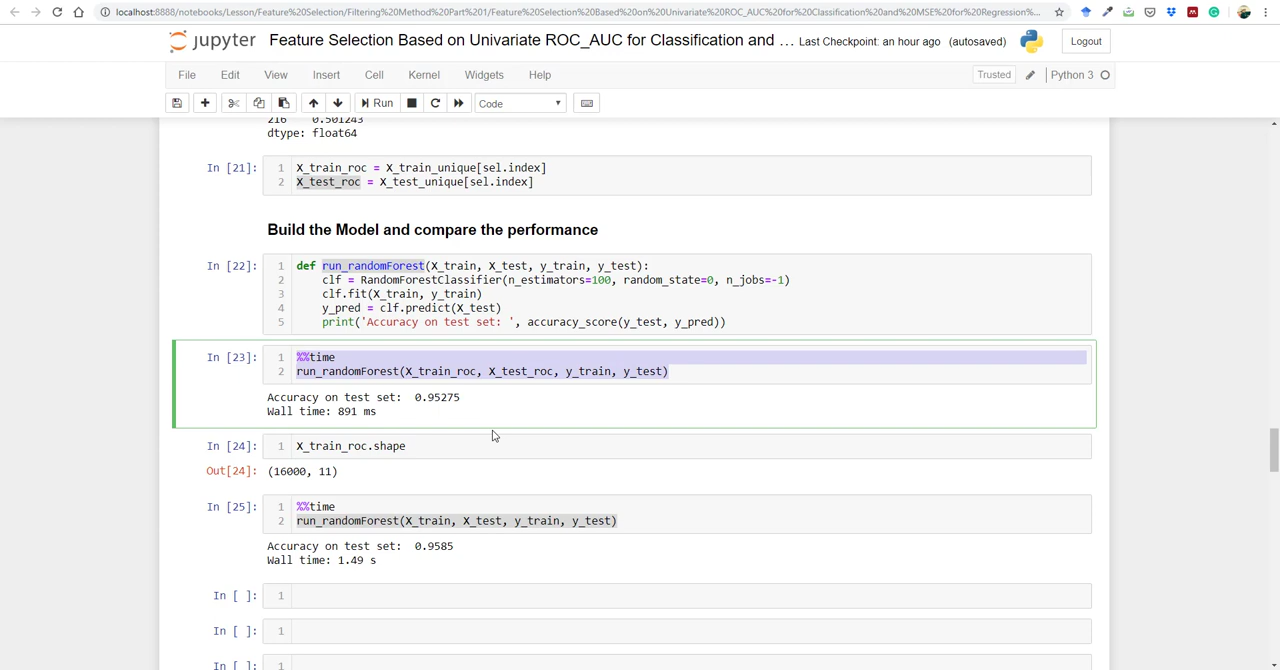 localhost:8888/notebooks/Lesson/Feature%20Selection/Filtering%20Method%20Part%201/Feature%20Selection%20Based%20on%20Univariate%20ROC_AUC%20for%20Classification%20and%20MSE%20for%20Regression%...
jupyter Feature Selection Based on Univariate ROC_AUC for Classification and ... Last Checkpoint: an hour ago (autosaved) Logout
File Edit View Insert Cell Kernel Widgets Help Trusted Python 3
Run Code
216 0.501243
dtype: float64
In [21]: 1 X_train_roc = X_train_unique[sel.index]
2 X_test_roc = X_test_unique[sel.index]
Build the Model and compare the performance
In [22]: 1 def run_randomForest(X_train, X_test, y_train, y_test):
2 clf = RandomForestClassifier(n_estimators=100, random_state=0, n_jobs=-1)
3 clf.fit(X_train, y_train)
4 y_pred = clf.predict(X_test)
5 print('Accuracy on test set: ', accuracy_score(y_test, y_pred))
In [23]: 1 %%time
2 run_randomForest(X_train_roc, X_test_roc, y_train, y_test)
Accuracy on test set:  0.95275
Wall time: 891 ms
In [24]: 1 X_train_roc.shape
Out[24]: (16000, 11)
In [25]: 1 %%time
2 run_randomForest(X_train, X_test, y_train, y_test)
Accuracy on test set:  0.9585
Wall time: 1.49 s
In [ ]: 1
In [ ]: 1
In [ ]: 1